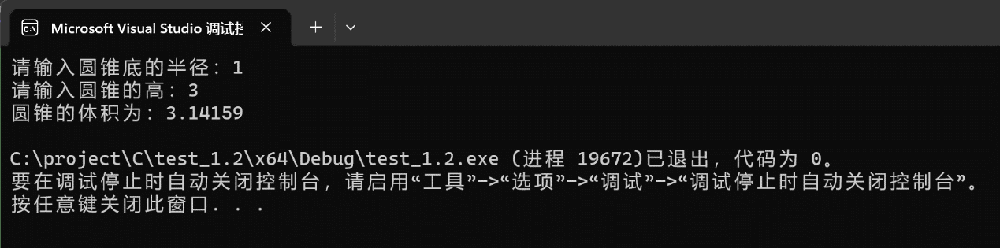 Microsoft Visual Studio 调试
请输入圆锥底的半径：1
请输入圆锥的高：3
圆锥的体积为：3.14159
C:\project\C\test_1.2\x64\Debug\test_1.2.exe (进程 19672)已退出，代码为 0。
要在调试停止时自动关闭控制台，请启用“工具”->“选项”->“调试”->“调试停止时自动关闭控制台”。
按任意键关闭此窗口. . .